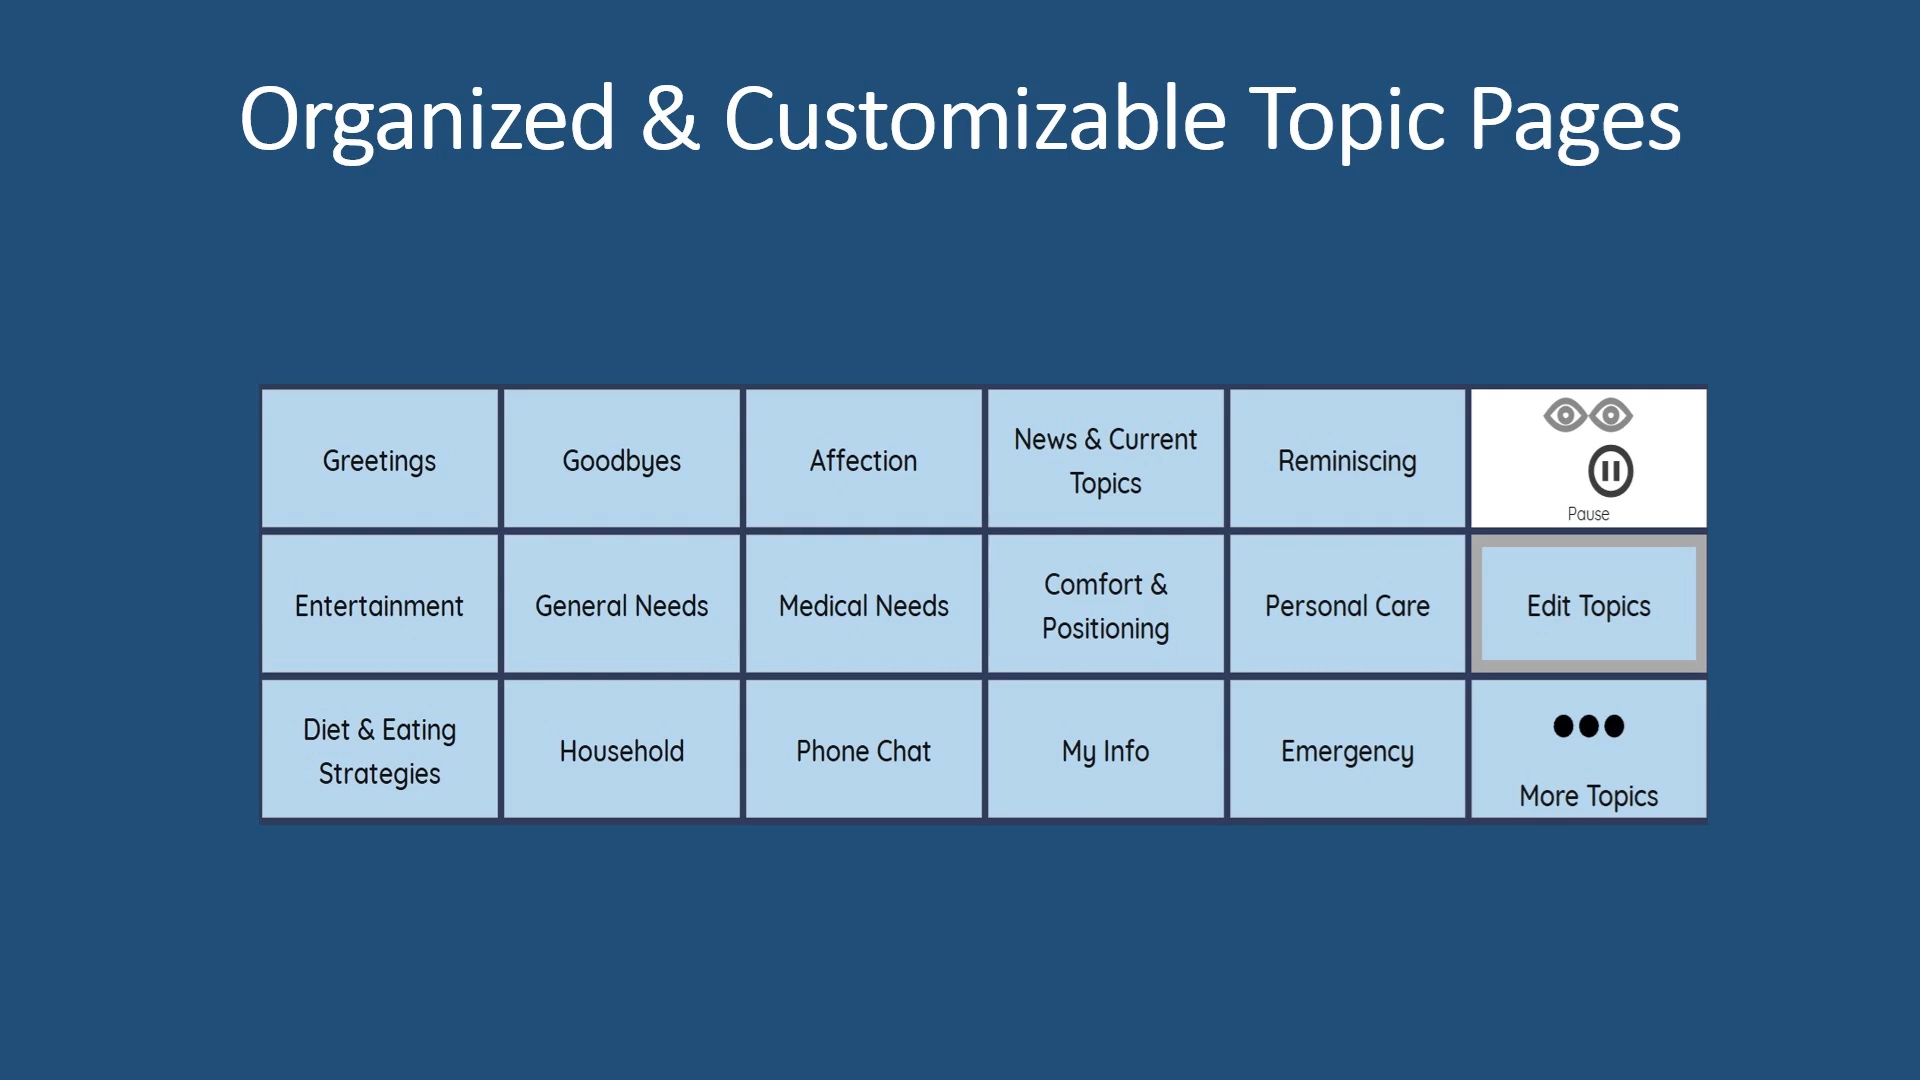 Organized & Customizable Topic Pages
Greetings
Goodbyes
Affection
News & Current
Topics
Reminiscing
Pause
Entertainment
General Needs
Medical Needs
Comfort &
Positioning
Personal Care
Edit Topics
Diet & Eating
Strategies
Household
Phone Chat
My Info
Emergency
More Topics